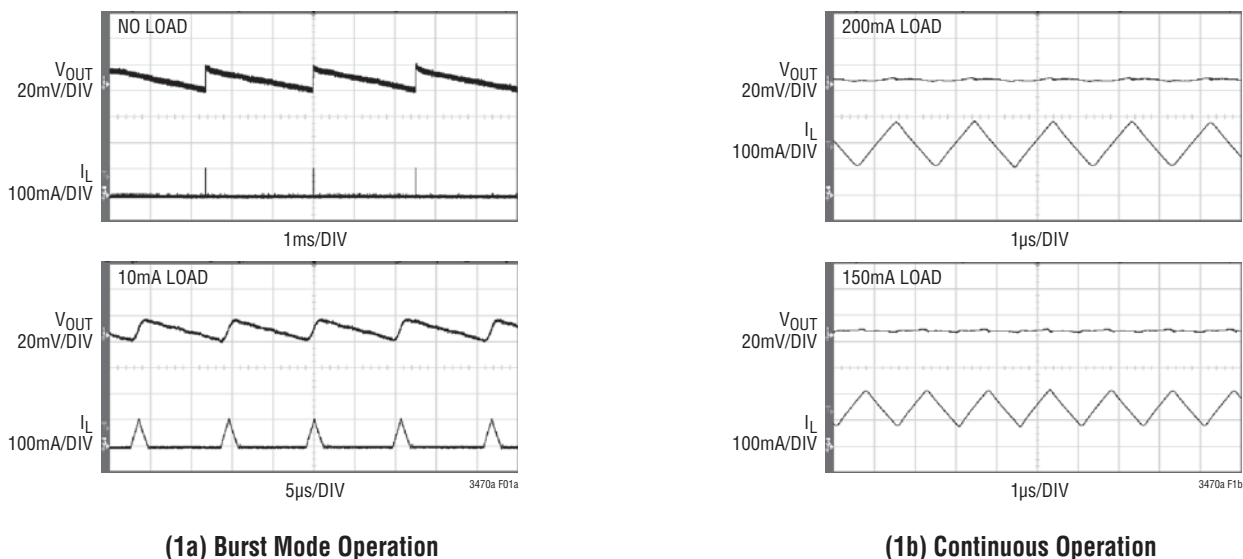 NO LOAD
VOUT
20mV/DIV
IL
100mA/DIV
1ms/DIV
10mA LOAD
VOUT
20mV/DIV
IL
100mA/DIV
5µs/DIV
3470a F01a
(1a) Burst Mode Operation
200mA LOAD
VOUT
20mV/DIV
IL
100mA/DIV
1µs/DIV
150mA LOAD
VOUT
20mV/DIV
IL
100mA/DIV
1µs/DIV
3470a F1b
(1b) Continuous Operation